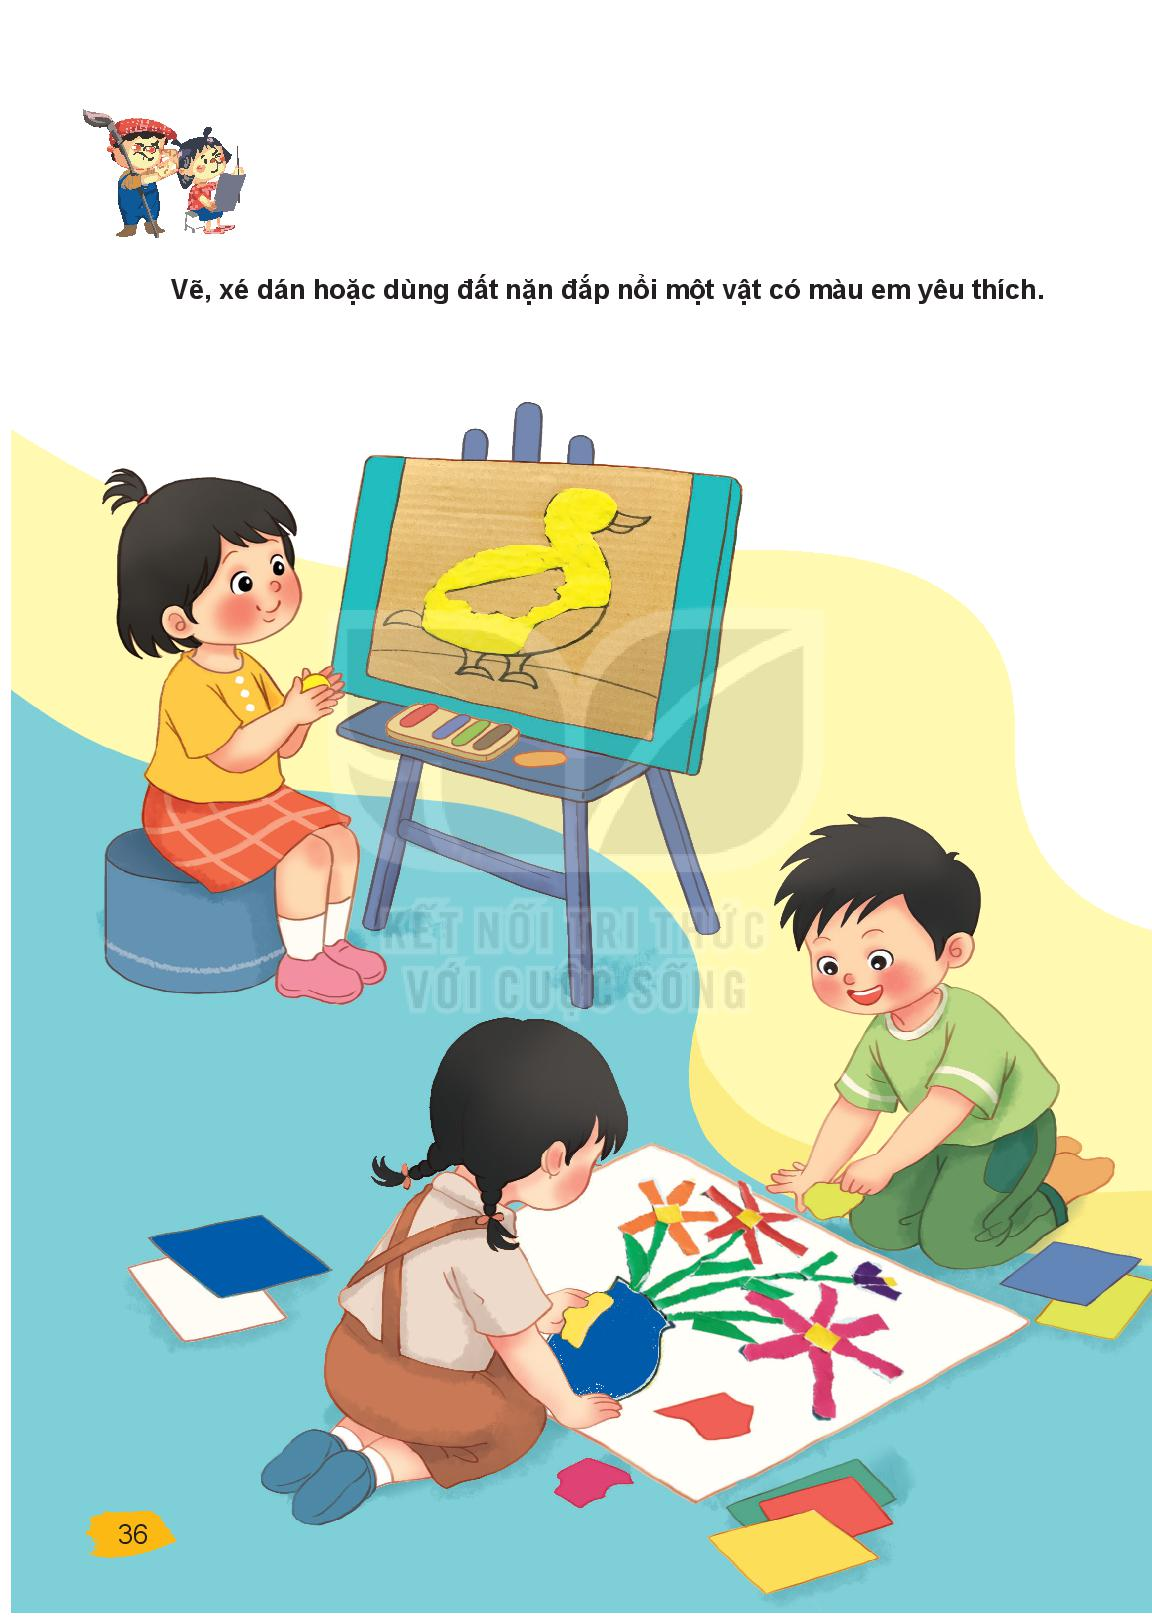 Vẽ, xé dán hoặc dùng đất nặn đắp nổi một vật có màu em yêu thích.
KẾT NỐI TRI THỨC
VỚI CUỘC SỐNG
36